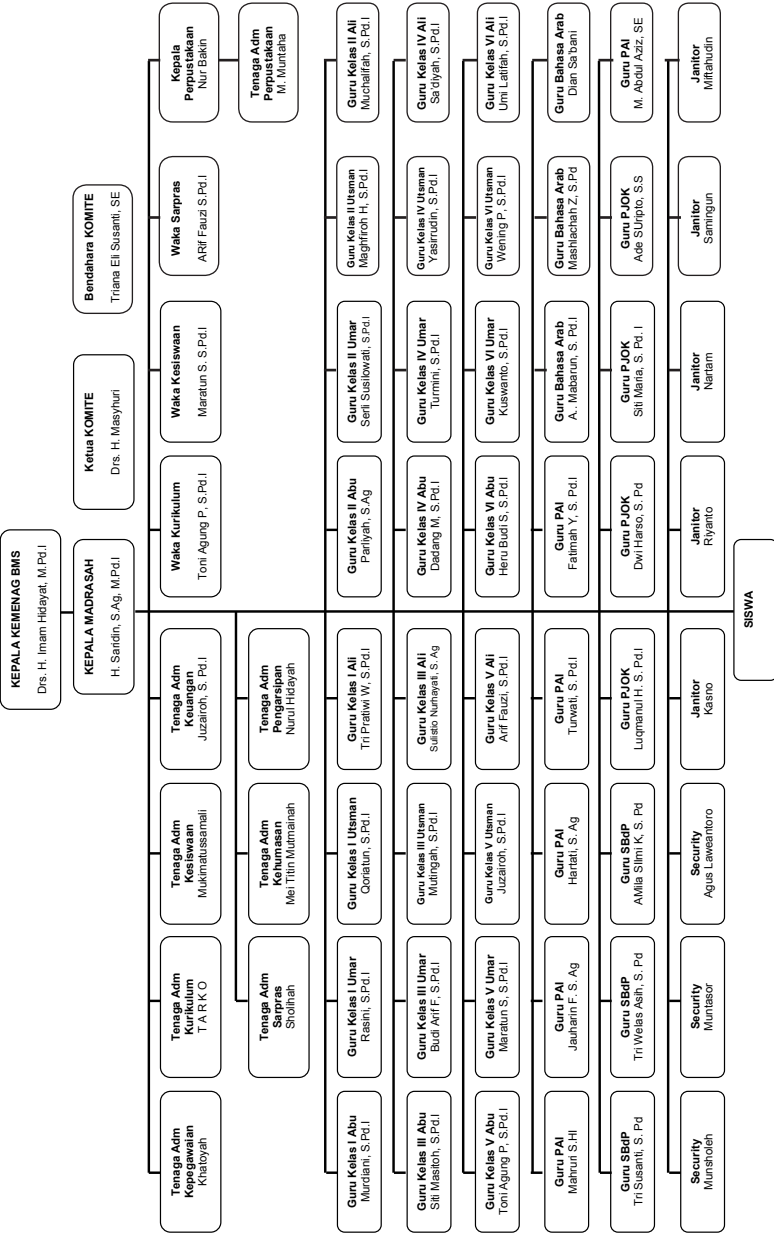 KEPALA KEMENAG BMS
Drs. H. Imam Hidayat, M.Pd.I
KEPALA MADRASAH
H. Saridin, S.Ag, M.Pd.I
Ketua KOMITE
Drs. H. Masyhuri
Bendahara KOMITE
Triana Eli Susanti, SE
Tenaga Adm
Kepegawaian
Khatoyah
Tenaga Adm
Kurikulum
T A R K O
Tenaga Adm
Kesiswaan
Mukimatussamali
Tenaga Adm
Keuangan
Juzairoh, S. Pd.I
Waka Kurikulum
Toni Agung P, S.Pd.I
Waka Kesiswaan
Maratun S. S.Pd.I
Waka Sarpras
ARif Fauzi S.Pd.I
Kepala
Perpustakaan
Nur Bakin
Tenaga Adm
Sarpras
Sholihah
Tenaga Adm
Kehumasan
Mei Titin Mutmainah
Tenaga Adm
Pengarsipan
Nurul Hidayah
Tenaga Adm
Perpustakaan
M. Muntaha
Guru Kelas I Abu
Murdiani, S.Pd.I
Guru Kelas I Umar
Rasini, S.Pd.I
Guru Kelas I Utsman
Qoriatun, S.Pd.I
Guru Kelas I Ali
Tri Pratiwi W, S.Pd.I
Guru Kelas II Abu
Parliyah, S.Ag
Guru Kelas II Umar
Serli Susilowati, S.Pd.I
Guru Kelas II Utsman
Maghfiroh H, S.Pd.I
Guru Kelas II Ali
Muchalifah, S.Pd.I
Guru Kelas III Abu
Siti Masitoh, S.Pd.I
Guru Kelas III Umar
Budi Arif F, S.Pd.I
Guru Kelas III Utsman
Mutingah, S.Pd.I
Guru Kelas III Ali
Sulistio Nurhayati, S. Ag
Guru Kelas IV Abu
Dadang M, S.Pd.I
Guru Kelas IV Umar
Turmini, S.Pd.I
Guru Kelas IV Utsman
Yasirrudin, S.Pd.I
Guru Kelas IV Ali
Sa'diyah, S.Pd.I
Guru Kelas V Abu
Toni Agung P, S.Pd.I
Guru Kelas V Umar
Maratun S, S.Pd.I
Guru Kelas V Utsman
Juzairoh, S.Pd.I
Guru Kelas V Ali
Arif Fauzi, S.Pd.I
Guru Kelas VI Abu
Heru Budi S, S.Pd.I
Guru Kelas VI Umar
Kuswanto, S.Pd.I
Guru Kelas VI Utsman
Wening P, S.Pd.I
Guru Kelas VI Ali
Umi Latifah, S.Pd.I
Guru PAI
Mahruri S.HI
Guru PAI
Jauharin F. S. Ag
Guru PAI
Hartati, S. Ag
Guru PAI
Turwati, S. Pd.I
Guru PAI
Fatimah Y, S. Pd.I
Guru Bahasa Arab
A.. Mabarun, S. Pd.I
Guru Bahasa Arab
Mashlachah Z, S.Pd
Guru Bahasa Arab
Dian Sa'bani
Guru SBdP
Tri Susanti, S. Pd
Guru SBdP
Tri Welas Asih, S. Pd
Guru SBdP
AMila SIlmi K, S. Pd
Guru PJOK
Luqmanul H. S. Pd.I
Guru PJOK
Dwi Harso, S. Pd
Guru PJOK
Siti Maria, S. Pd. I
Guru PJOK
Ade SUripto, S.S
Guru PAI
M. Abdul Aziz, SE
Security
Munsholeh
Security
Muntasor
Security
Agus Laweantoro
Janitor
Kasno
Janitor
Riyanto
Janitor
Nartam
Janitor
Samingun
Janitor
Miftahudin
SISWA